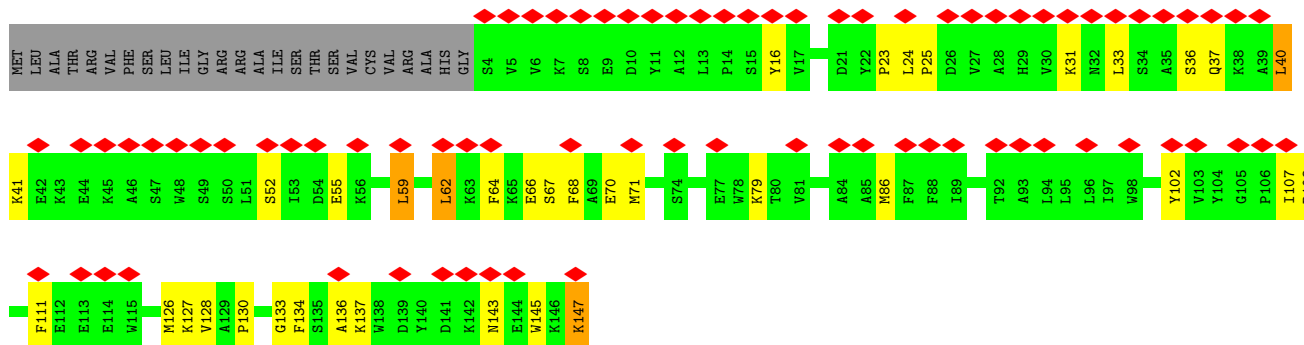 MET LEU ALA THR ARG VAL PHE SER LEU ILE GLY ARG ARG ALA ILE SER THR SER VAL CYS VAL ARG ALA HIS GLY S4 V5 V6 K7 S8 E9 D10 Y11 A12 L13 P14 S15 Y16 V17 D21 Y22 P23 L24 P25 D26 V27 A28 H29 V30 K31 N32 L33 S34 A35 S36 Q37 K38 A39 L40
K41 E42 K43 E44 K45 A46 S47 W48 S49 S50 L51 S52 I53 D54 E55 K56 L59 L62 K63 F64 K65 E66 S67 F68 A69 E70 M71 S74 E77 W78 K79 T80 V81 A84 A85 M86 F87 F88 I89 T92 A93 L94 L95 L96 I97 W98 Y102 V103 Y104 G105 P106 I107
F111 E112 E113 E114 W115 M126 K127 V128 A129 P130 G133 F134 S135 A136 K137 W138 D139 Y140 D141 K142 N143 E144 W145 K146 K147